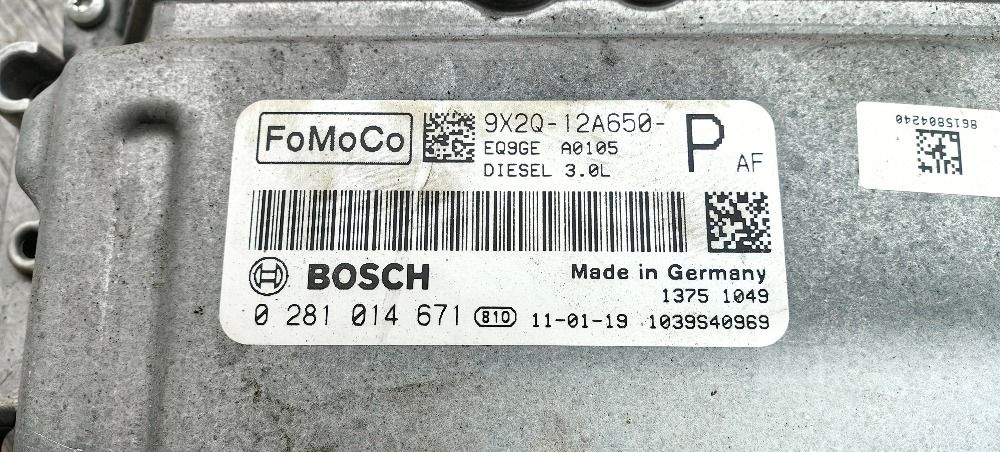 FoMoCo
9X2Q-12A650- P AF
EQ9GE A0105
DIESEL 3.0L
BOSCH
Made in Germany
1375 1049
0 281 014 671 810 11-01-19 1039S40969
86155804240